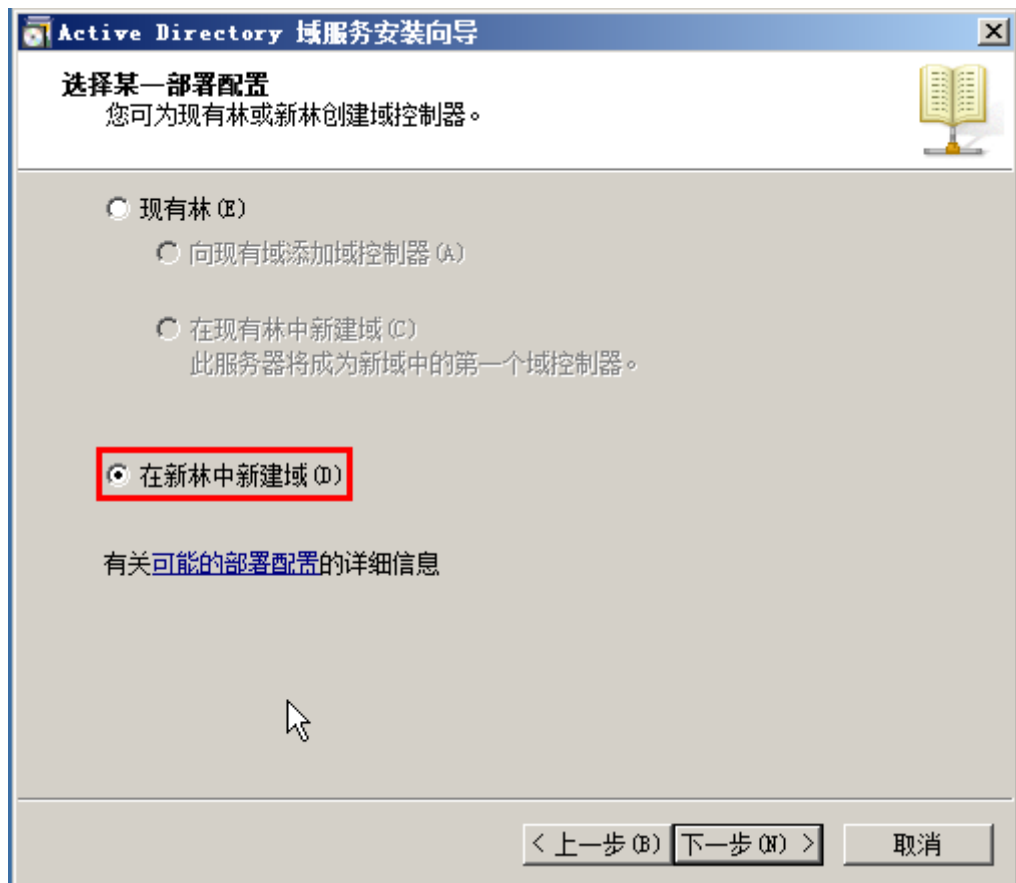 Active Directory 域服务安装向导
选择某一部署配置
您可为现有林或新林创建域控制器。
现有林(E)
向现有域添加域控制器(A)
在现有林中新建域(C)
此服务器将成为新域中的第一个域控制器。
在新林中新建域(D)
有关可能的部署配置的详细信息
< 上一步(B) 下一步(N) > 取消